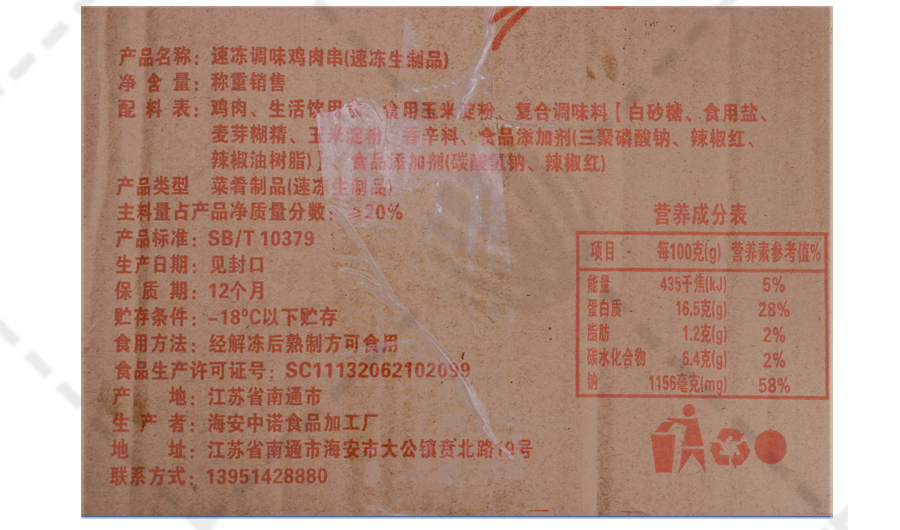 产品名称：速冻调味鸡肉串(速冻生制品)
净含量：称重销售
配料表：鸡肉、生活饮用水、食用玉米淀粉、复合调味料【白砂糖、食用盐、
麦芽糊精、玉米淀粉、香辛料、食品添加剂(三聚磷酸钠、辣椒红、
辣椒油树脂)】、食品添加剂(碳酸氢钠、辣椒红)
产品类型 菜肴制品(速冻生制品)
主料量占产品净质量分数：≥20%
产品标准：SB/T 10379
生产日期：见封口
保质期：12个月
贮存条件：-18°C以下贮存
食用方法：经解冻后熟制方可食用
食品生产许可证号：SC11132062102099
产地：江苏省南通市
生产者：海安中诺食品加工厂
地址：江苏省南通市海安市大公镇贲北路19号
联系方式：13951428880
营养成分表
项目 每100克(g) 营养素参考值%
能量 435千焦(kJ) 5%
蛋白质 16.5克(g) 28%
脂肪 1.2克(g) 2%
碳水化合物 6.4克(g) 2%
钠 1156毫克(mg) 58%